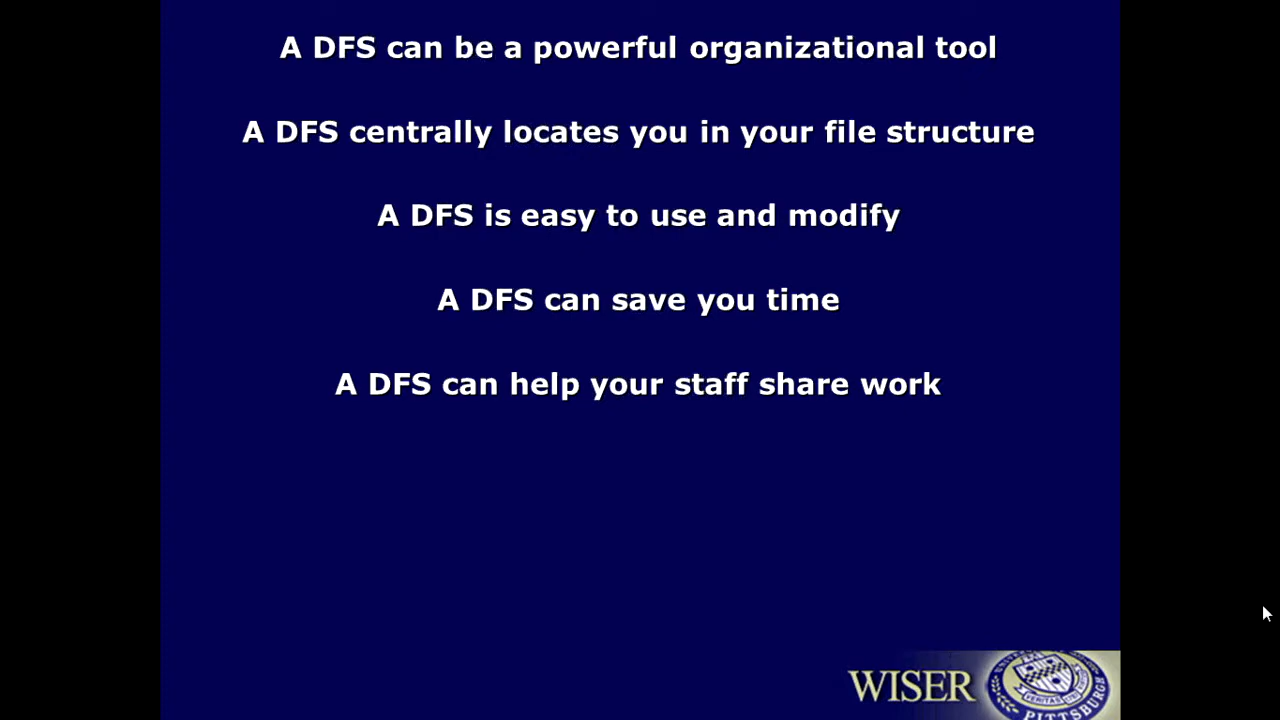 A DFS can be a powerful organizational tool
A DFS centrally locates you in your file structure
A DFS is easy to use and modify
A DFS can save you time
A DFS can help your staff share work
WISER
PITTSBURGH